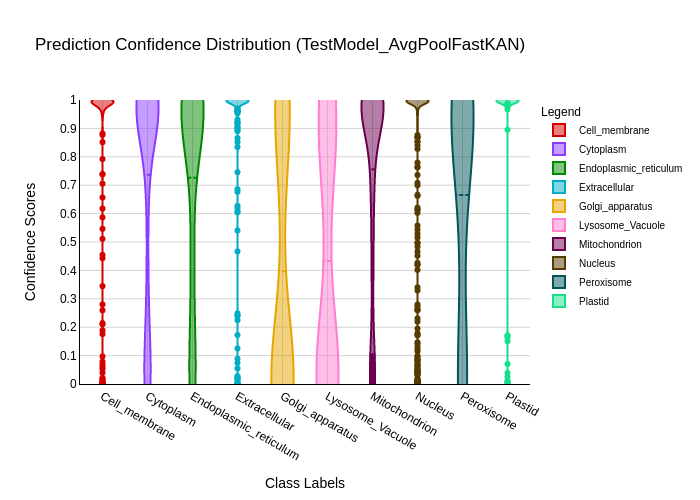 Prediction Confidence Distribution (TestModel_AvgPoolFastKAN)
Legend
Cell_membrane
Cytoplasm
Endoplasmic_reticulum
Extracellular
Golgi_apparatus
Lysosome_Vacuole
Mitochondrion
Nucleus
Peroxisome
Plastid
Confidence Scores
1
0.9
0.8
0.7
0.6
0.5
0.4
0.3
0.2
0.1
0
Cell_membrane
Cytoplasm
Endoplasmic_reticulum
Extracellular
Golgi_apparatus
Lysosome_Vacuole
Mitochondrion
Nucleus
Peroxisome
Plastid
Class Labels